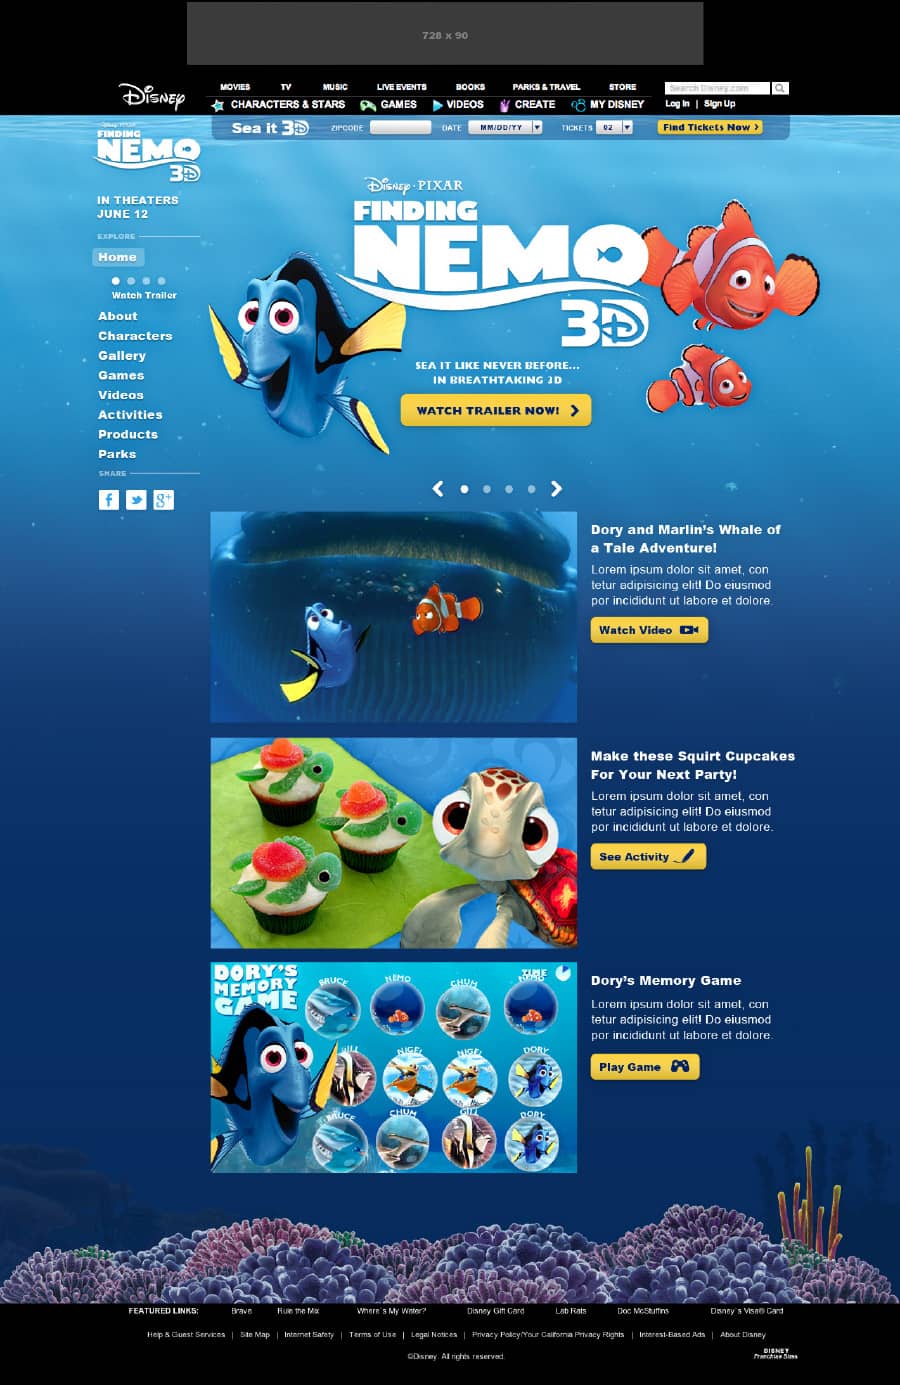 728 x 90
Disney
MOVIES TV MUSIC LIVE EVENTS BOOKS PARKS & TRAVEL STORE
Search Disney.com
CHARACTERS & STARS GAMES VIDEOS CREATE MY DISNEY
Log In | Sign Up
Sea it 3D ZIPCODE DATE MM/DD/YY TICKETS 02 Find Tickets Now
Disney·PIXAR
FINDING
NEMO
3D
IN THEATERS
JUNE 12
EXPLORE
Home
Watch Trailer
About
Characters
Gallery
Games
Videos
Activities
Products
Parks
SHARE
f g+
Disney·PIXAR
FINDING
NEMO
3D
SEA IT LIKE NEVER BEFORE...
IN BREATHTAKING 3D
WATCH TRAILER NOW!
Dory and Marlin's Whale of
a Tale Adventure!
Lorem ipsum dolor sit amet, con
tetur adipisicing elit! Do eiusmod
por incididunt ut labore et dolore.
Watch Video
Make these Squirt Cupcakes
For Your Next Party!
Lorem ipsum dolor sit amet, con
tetur adipisicing elit! Do eiusmod
por incididunt ut labore et dolore.
See Activity
DORY'S
MEMORY
GAME
TIME
BRUCE NEMO CHUM NEMO
GILL NIGEL NIGEL DORY
BRUCE CHUM GILL DORY
Dory's Memory Game
Lorem ipsum dolor sit amet, con
tetur adipisicing elit! Do eiusmod
por incididunt ut labore et dolore.
Play Game
FEATURED LINKS: Brave Rule the Mix Where's My Water? Disney Gift Card Lab Rats Doc McStuffins Disney's Visa® Card
Help & Guest Services | Site Map | Internet Safety | Terms of Use | Legal Notices | Privacy Policy/Your California Privacy Rights | Interest-Based Ads | About Disney
©Disney. All rights reserved.
DISNEY
Franchise Sites